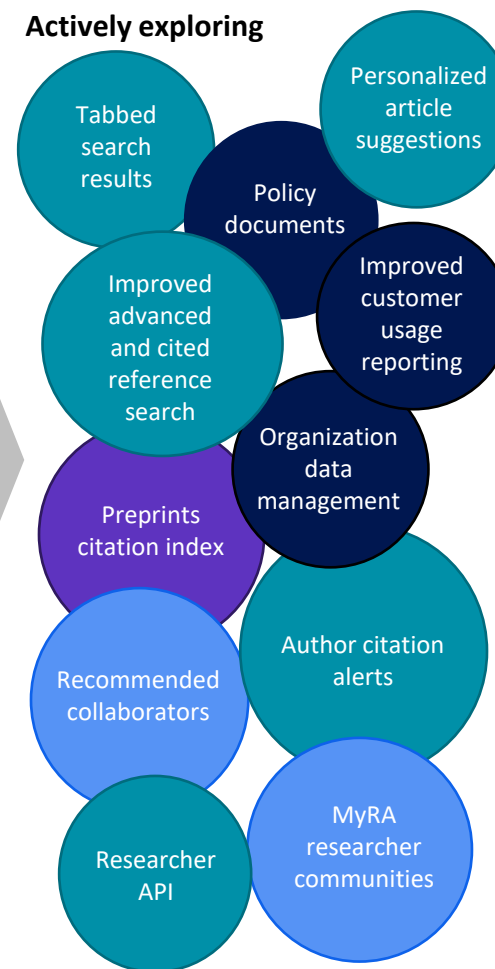 Actively exploring
Personalized
article
suggestions
Tabbed
search
results
Policy
documents
Improved
customer
usage
reporting
Improved
advanced
and cited
reference
search
Organization
data
management
Preprints
citation index
Author citation
alerts
Recommended
collaborators
MyRA
researcher
communities
Researcher
API